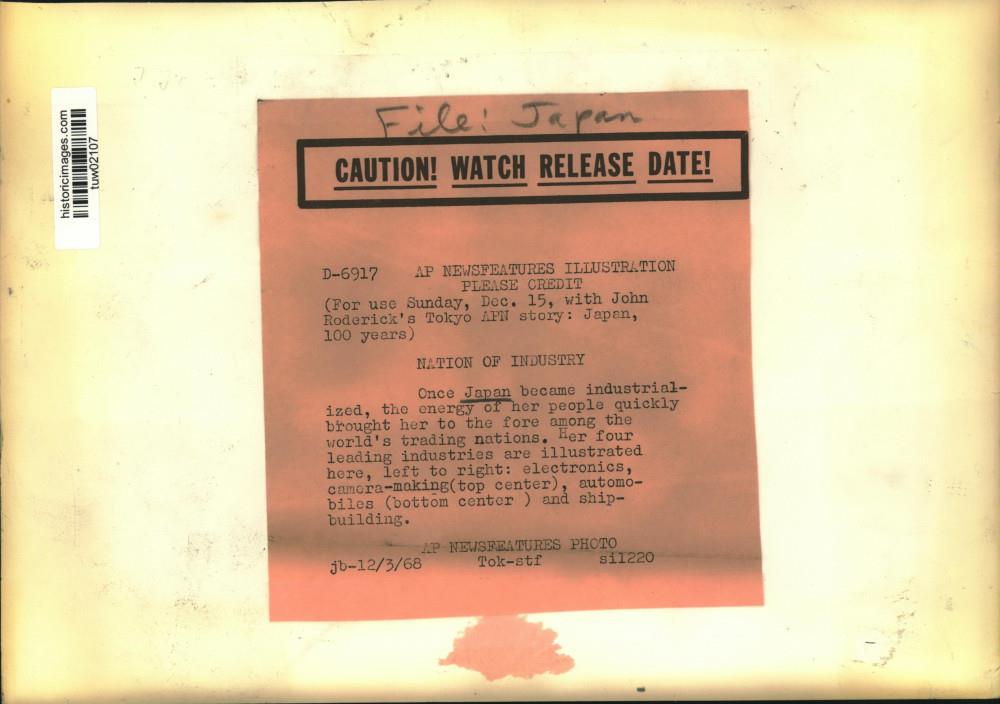 historicimages.com
tuw02107
File: Japan
CAUTION! WATCH RELEASE DATE!
D-6917 AP NEWSFEATURES ILLUSTRATION
PLEASE CREDIT
(For use Sunday, Dec. 15, with John
Roderick's Tokyo APN story: Japan,
100 years)
NATION OF INDUSTRY
Once Japan became industrial-
ized, the energy of her people quickly
brought her to the fore among the
world's trading nations. Her four
leading industries are illustrated
here, left to right: electronics,
camera-making(top center), automo-
biles (bottom center ) and ship-
building.
AP NEWSFEATURES PHOTO
jb-12/3/68 Tok-stf sil220